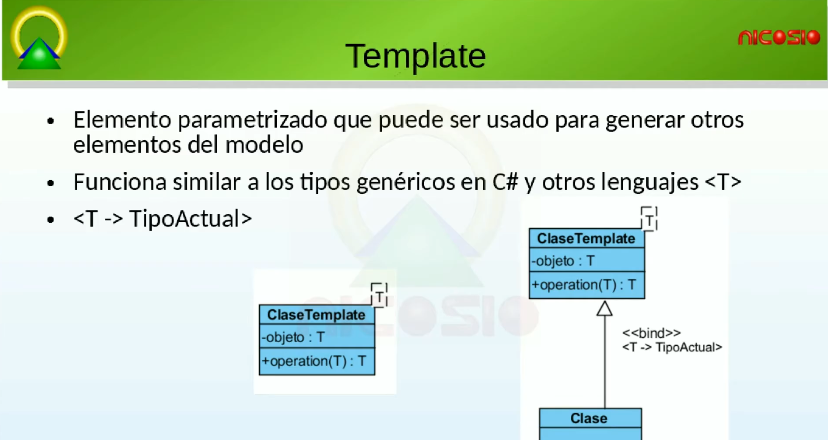 NICOSIO
Template
• Elemento parametrizado que puede ser usado para generar otros
elementos del modelo
• Funciona similar a los tipos genéricos en C# y otros lenguajes <T>
• <T -> TipoActual>
T
ClaseTemplate
-objeto : T
+operation(T) : T
T
ClaseTemplate
-objeto : T
+operation(T) : T
<<bind>>
<T -> TipoActual>
Clase
NICOSIO